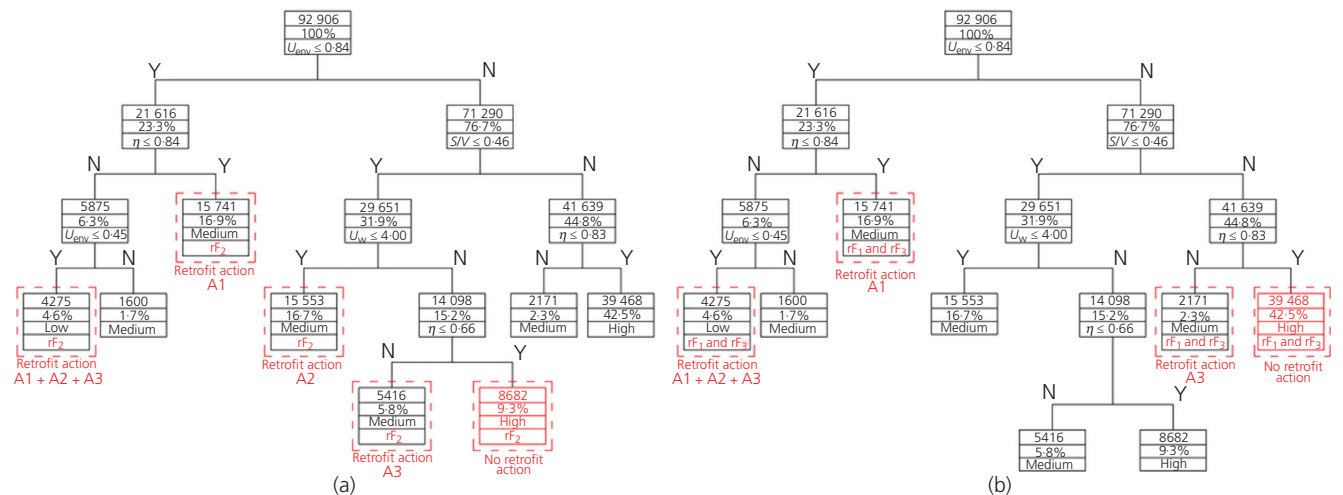 92 906
100%
U_env ≤ 0·84
Y
N
21 616
23·3%
η ≤ 0·84
71 290
76·7%
S/V ≤ 0·46
N
Y
Y
N
5875
6·3%
U_env ≤ 0·45
15 741
16·9%
Medium
rF₂
Retrofit action
A1
29 651
31·9%
U_w ≤ 4·00
41 639
44·8%
η ≤ 0·83
Y
N
Y
N
N
Y
4275
4·6%
Low
rF₂
Retrofit action
A1 + A2 + A3
1600
1·7%
Medium
15 553
16·7%
Medium
rF₂
Retrofit action
A2
14 098
15·2%
η ≤ 0·66
2171
2·3%
Medium
39 468
42·5%
High
N
Y
5416
5·8%
Medium
rF₂
Retrofit action
A3
8682
9·3%
High
rF₂
No retrofit
action
(a)
92 906
100%
U_env ≤ 0·84
Y
N
21 616
23·3%
η ≤ 0·84
71 290
76·7%
S/V ≤ 0·46
N
Y
Y
N
5875
6·3%
U_env ≤ 0·45
15 741
16·9%
Medium
rF₁ and rF₃
Retrofit action
A1
29 651
31·9%
U_w ≤ 4·00
41 639
44·8%
η ≤ 0·83
Y
N
Y
N
N
Y
4275
4·6%
Low
rF₁ and rF₃
Retrofit action
A1 + A2 + A3
1600
1·7%
Medium
15 553
16·7%
Medium
14 098
15·2%
η ≤ 0·66
2171
2·3%
Medium
rF₁ and rF₃
Retrofit action
A3
39 468
42·5%
High
rF₁ and rF₃
No retrofit
action
N
Y
5416
5·8%
Medium
8682
9·3%
High
(b)